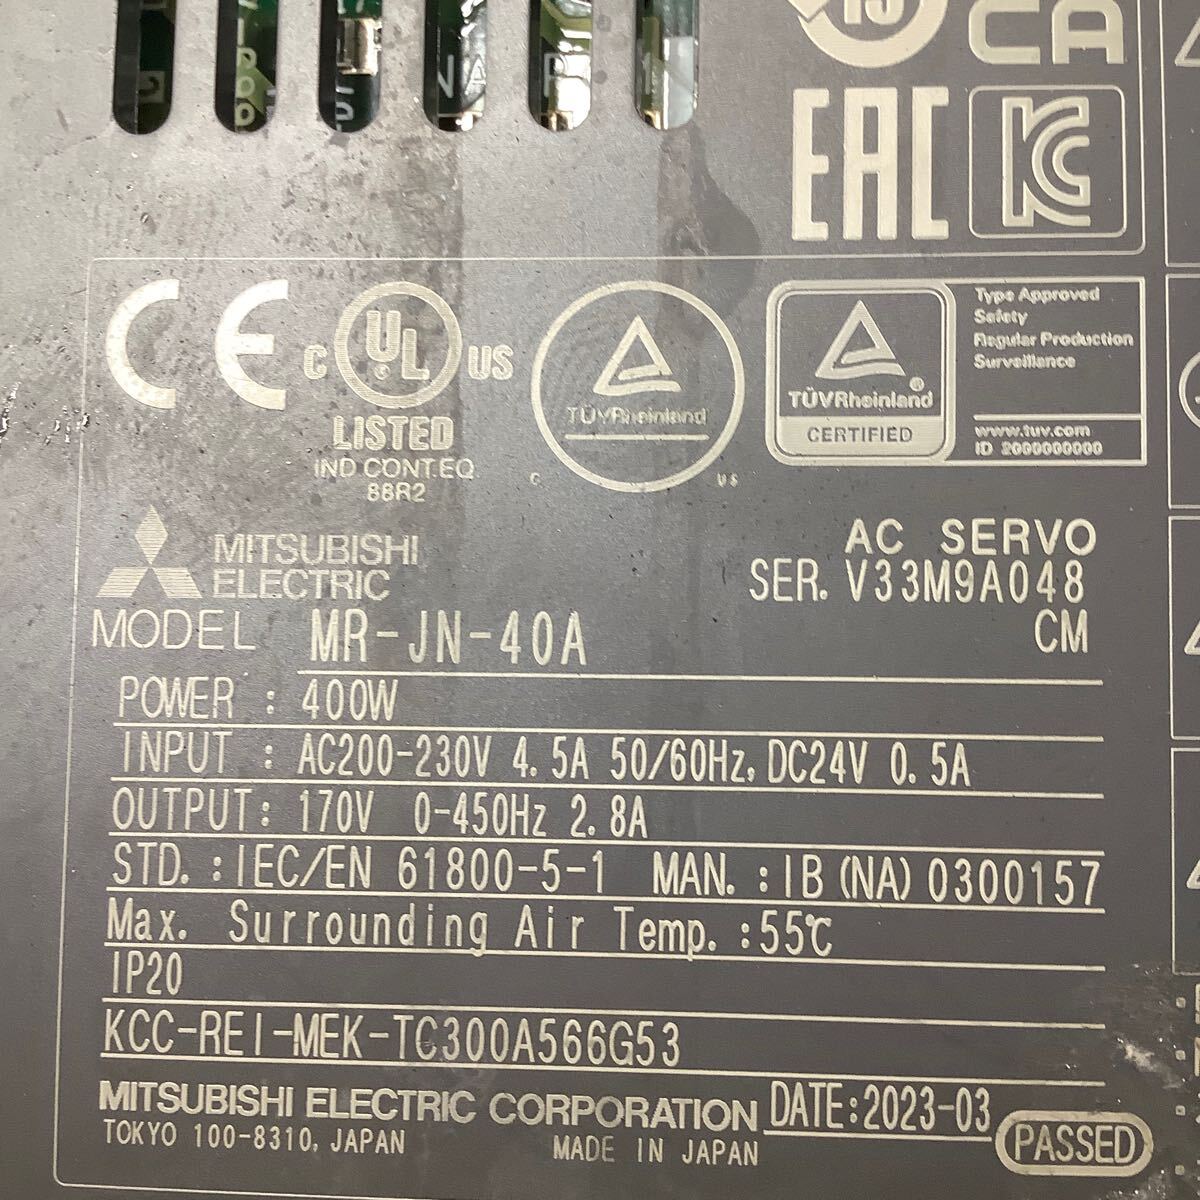 15
CA
EAC
KC
CE
C UL US
LISTED
IND.CONT.EQ.
88R2
TÜVRheinland
C US
TÜVRheinland®
CERTIFIED
Type Approved
Safety
Regular Production
Surveillance
www.tuv.com
ID 2000000000
MITSUBISHI
ELECTRIC
AC SERVO
SER. V33M9A048
MODEL MR-JN-40A
CM
POWER : 400W
INPUT : AC200-230V 4.5A 50/60Hz, DC24V 0.5A
OUTPUT: 170V 0-450Hz 2.8A
STD. : IEC/EN 61800-5-1 MAN. : IB (NA) 0300157
Max. Surrounding Air Temp. : 55℃
IP20
KCC-REI-MEK-TC300A566G53
MITSUBISHI ELECTRIC CORPORATION DATE:2023-03
TOKYO 100-8310, JAPAN MADE IN JAPAN
PASSED